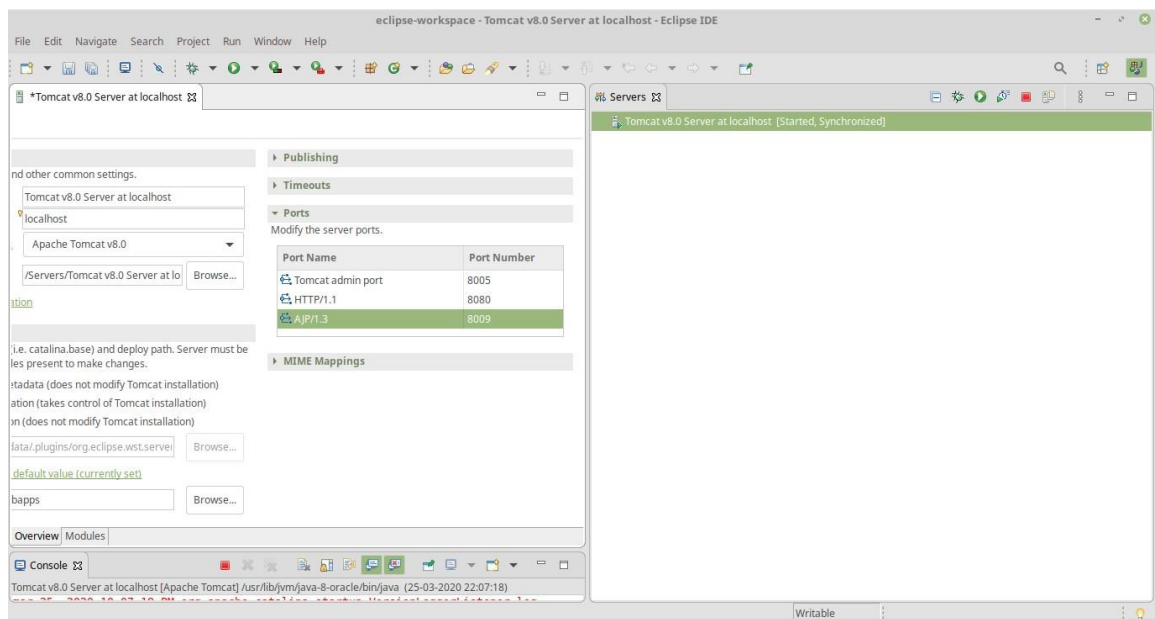 eclipse-workspace - Tomcat v8.0 Server at localhost - Eclipse IDE
File Edit Navigate Search Project Run Window Help
*Tomcat v8.0 Server at localhost
nd other common settings.
Tomcat v8.0 Server at localhost
localhost
Apache Tomcat v8.0
/Servers/Tomcat v8.0 Server at lo Browse...
ation
(i.e. catalina.base) and deploy path. Server must be
les present to make changes.
etadata (does not modify Tomcat installation)
ation (takes control of Tomcat installation)
on (does not modify Tomcat installation)
data/.plugins/org.eclipse.wst.server Browse...
default value (currently set)
bapps Browse...
Publishing
Timeouts
Ports
Modify the server ports.
Port Name Port Number
Tomcat admin port 8005
HTTP/1.1 8080
AJP/1.3 8009
MIME Mappings
Overview Modules
Servers
Tomcat v8.0 Server at localhost [Started, Synchronized]
Console
Tomcat v8.0 Server at localhost [Apache Tomcat] /usr/lib/jvm/java-8-oracle/bin/java (25-03-2020 22:07:18)
Writable